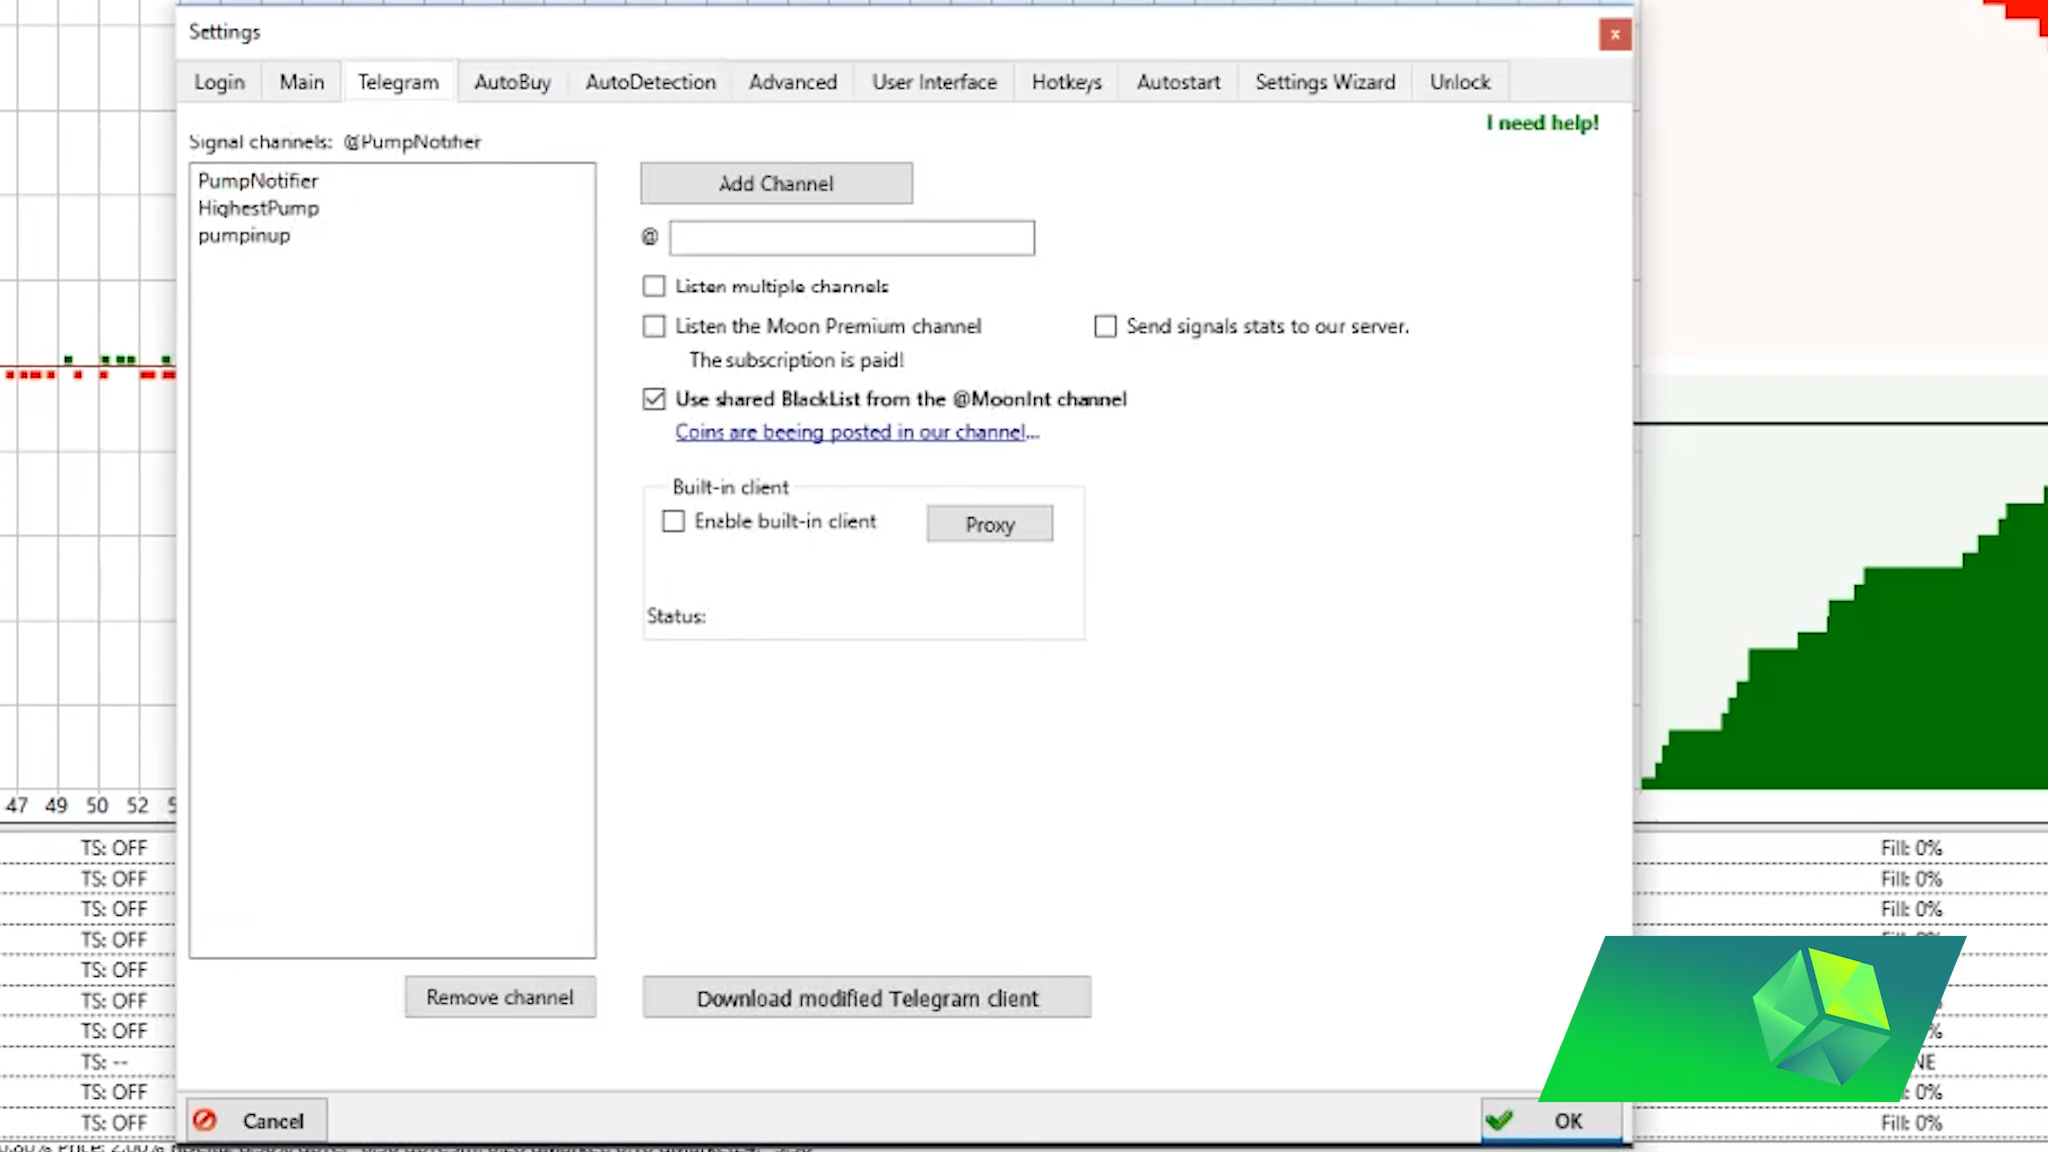 Settings
x
Login
Main
Telegram
AutoBuy
AutoDetection
Advanced
User Interface
Hotkeys
Autostart
Settings Wizard
Unlock
I need help!
Signal channels: @PumpNotifier
PumpNotifier
HighestPump
pumpinup
Add Channel
@
Listen multiple channels
Listen the Moon Premium channel
Send signals stats to our server.
The subscription is paid!
Use shared BlackList from the @MoonInt channel
Coins are beeing posted in our channel...
Built-in client
Enable built-in client
Proxy
Status:
Remove channel
Download modified Telegram client
Cancel
OK
47 49 50 52
TS: OFF
TS: OFF
TS: OFF
TS: OFF
TS: OFF
TS: OFF
TS: OFF
TS: --
TS: OFF
TS: OFF
Fill: 0%
Fill: 0%
Fill: 0%
0%
Fill: 0%